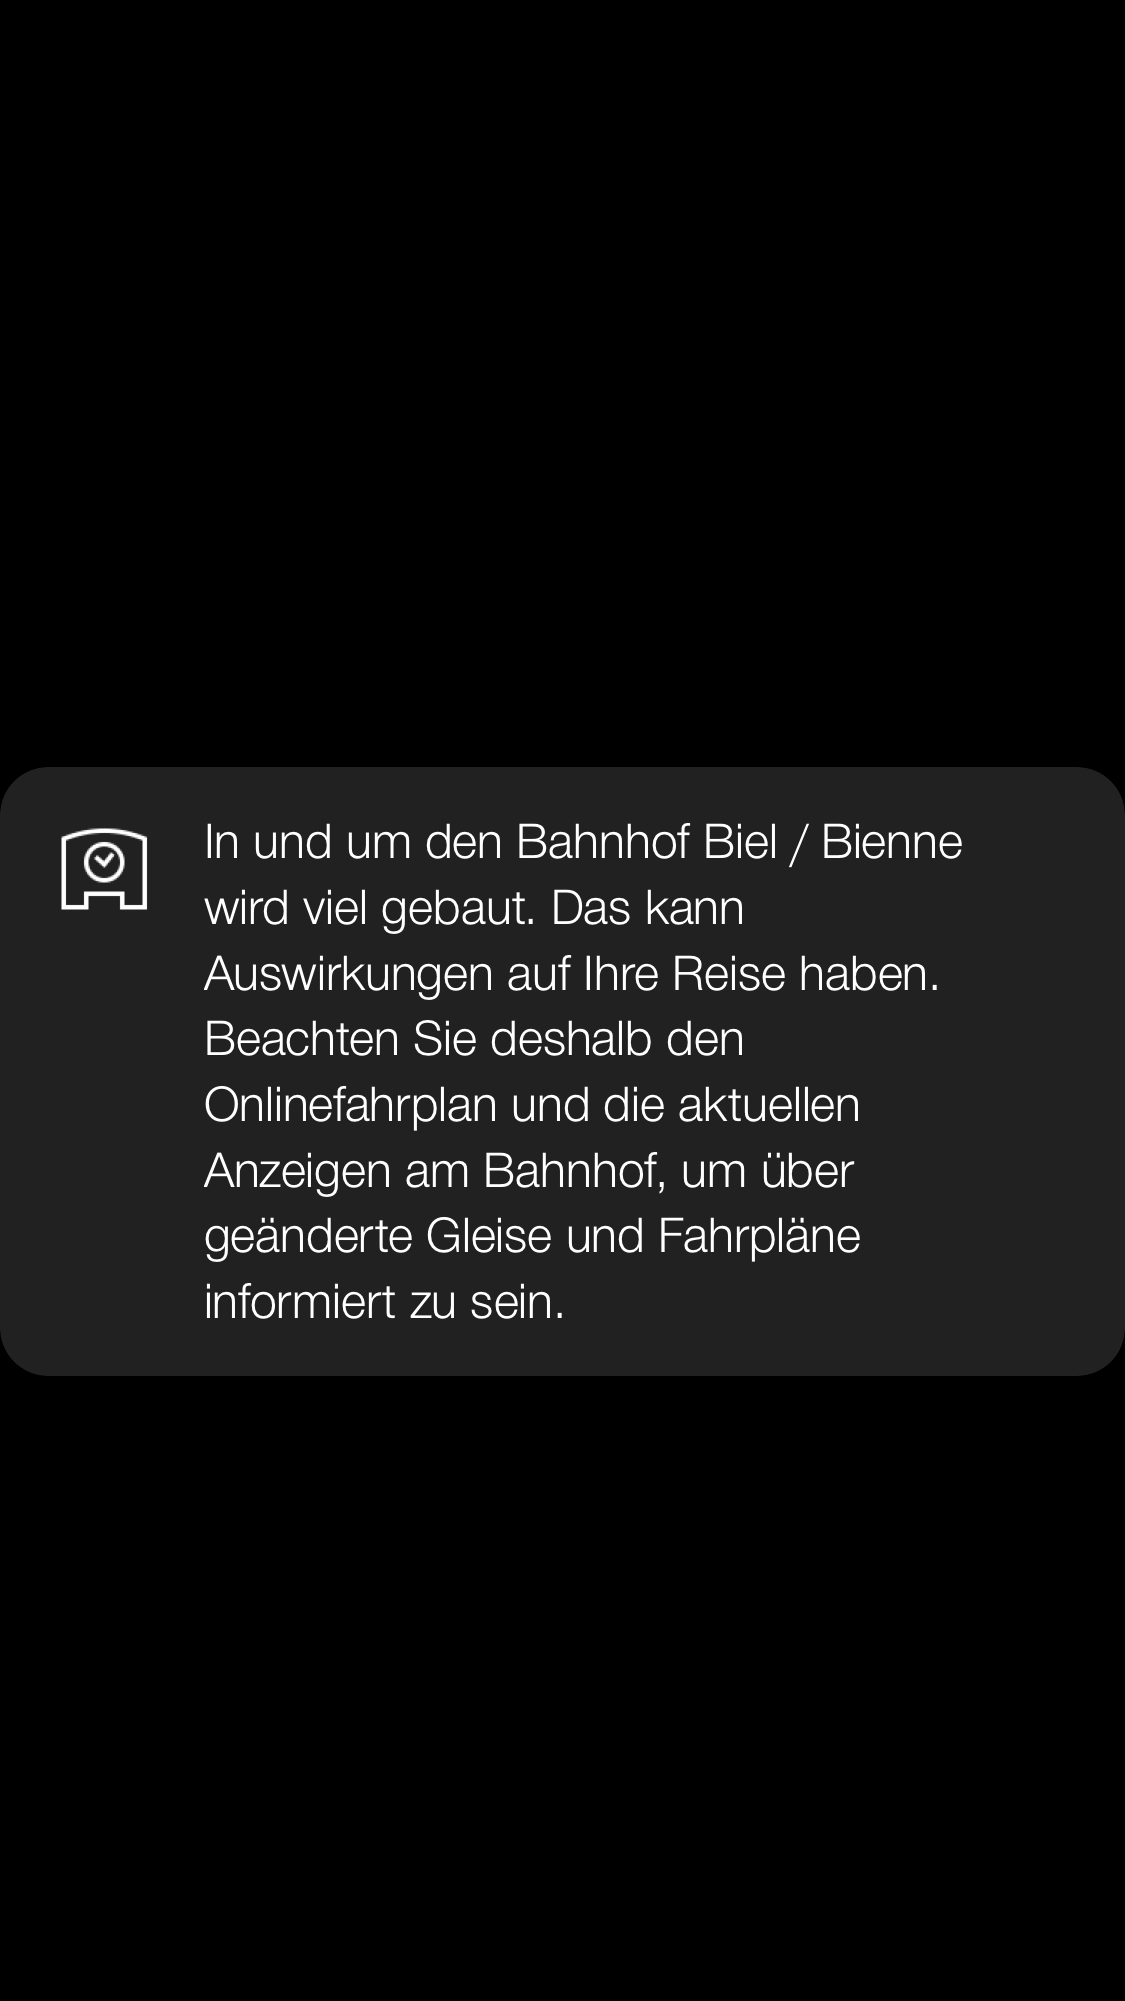 In und um den Bahnhof Biel / Bienne
wird viel gebaut. Das kann
Auswirkungen auf Ihre Reise haben.
Beachten Sie deshalb den
Onlinefahrplan und die aktuellen
Anzeigen am Bahnhof, um über
geänderte Gleise und Fahrpläne
informiert zu sein.